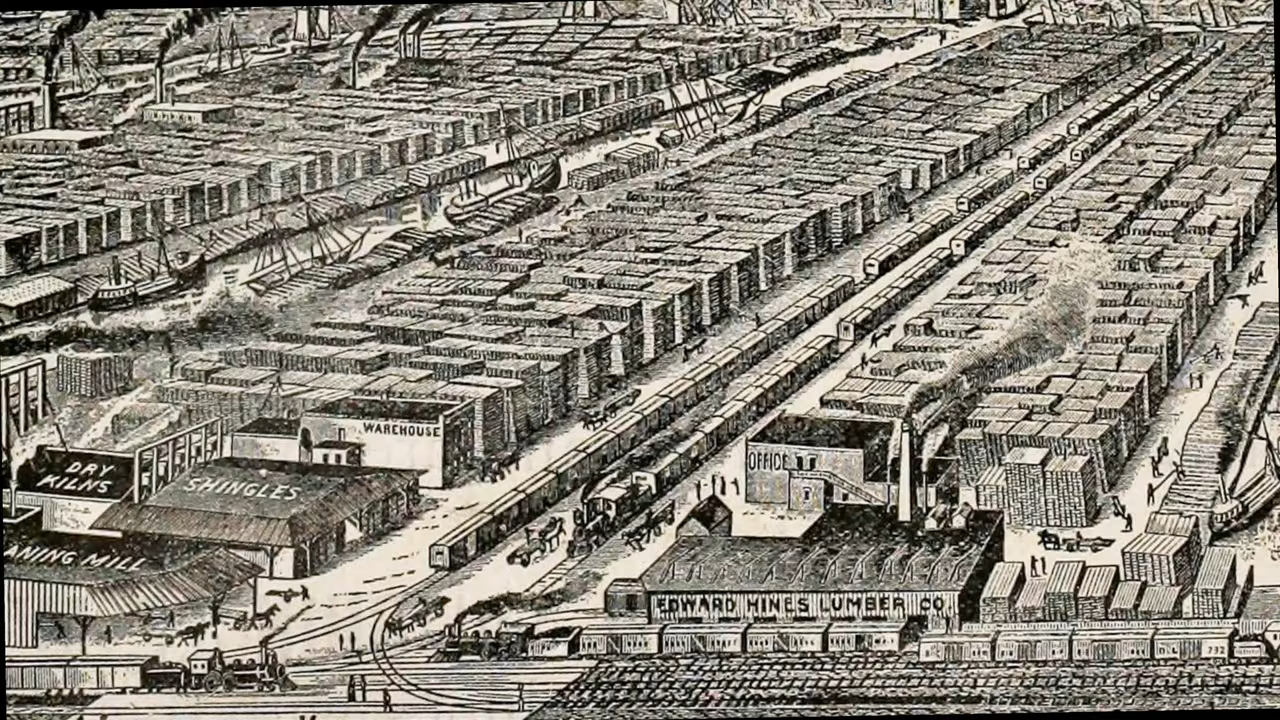 WAREHOUSE
OFFICE
DRY
KILNS
SHINGLES
ANING MILL
EDWARD HINES LUMBER CO.
732